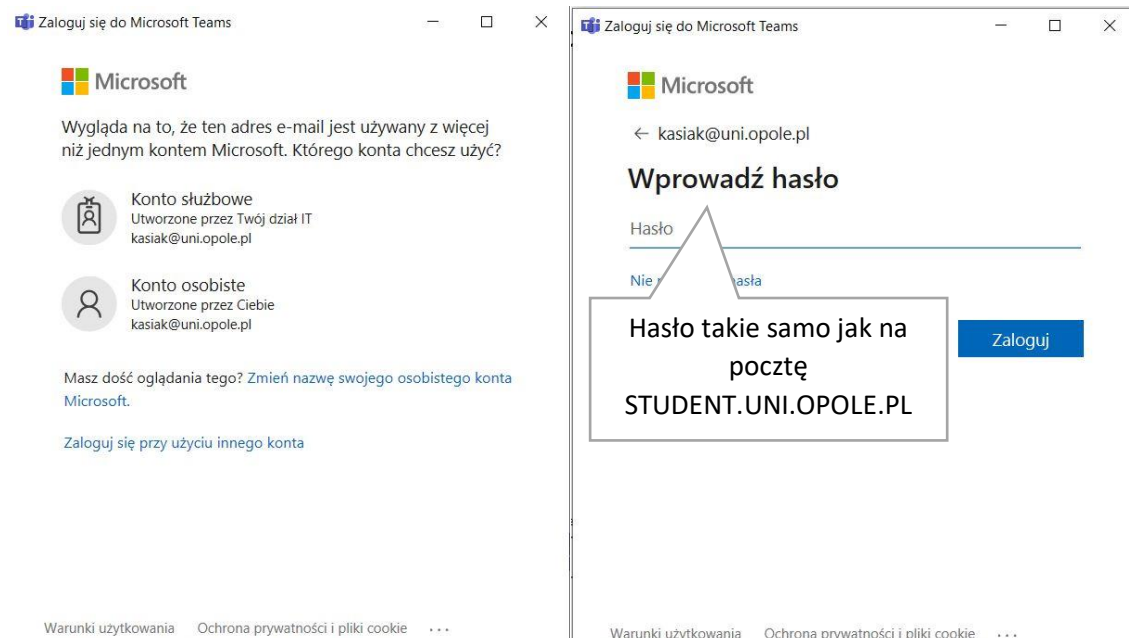 Zaloguj się do Microsoft Teams
Microsoft
Wygląda na to, że ten adres e-mail jest używany z więcej
niż jednym kontem Microsoft. Którego konta chcesz użyć?
Konto służbowe
Utworzone przez Twój dział IT
kasiak@uni.opole.pl
Konto osobiste
Utworzone przez Ciebie
kasiak@uni.opole.pl
Masz dość oglądania tego? Zmień nazwę swojego osobistego konta
Microsoft.
Zaloguj się przy użyciu innego konta
Warunki użytkowania Ochrona prywatności i pliki cookie ...
Zaloguj się do Microsoft Teams
Microsoft
← kasiak@uni.opole.pl
Wprowadź hasło
Hasło
Nie
Hasło takie samo jak na
pocztę
STUDENT.UNI.OPOLE.PL
Zaloguj
Warunki użytkowania Ochrona prywatności i pliki cookie ...